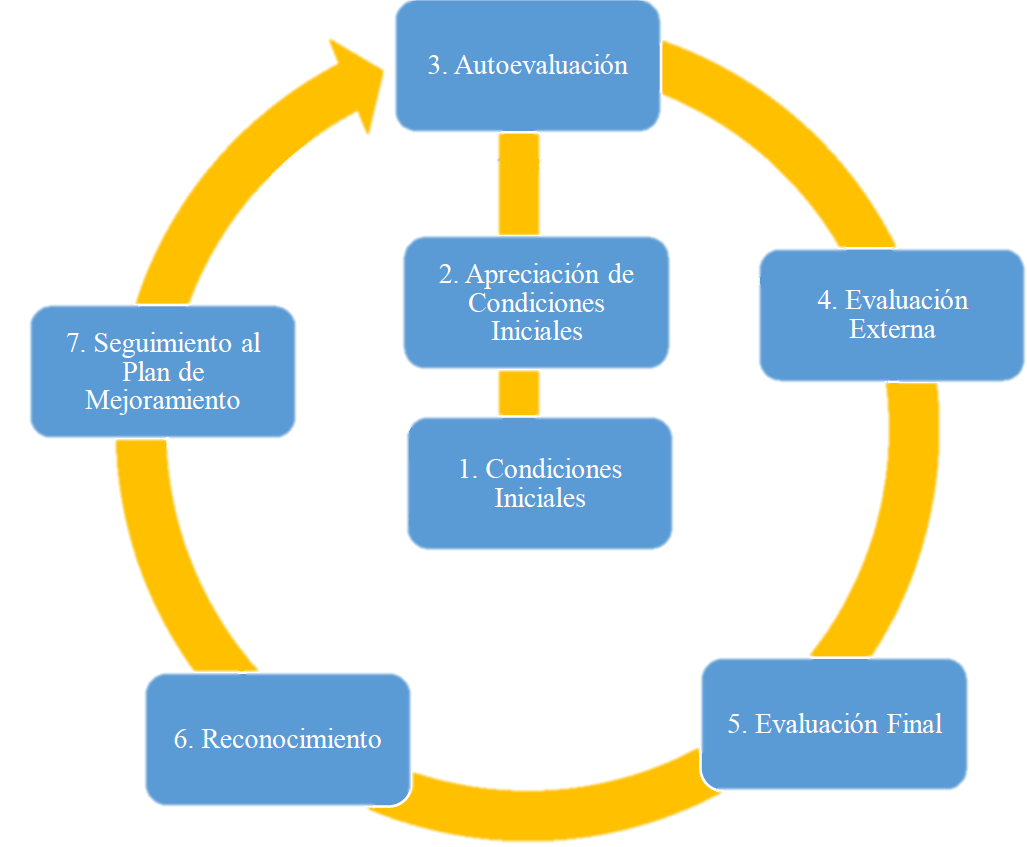 3. Autoevaluación
2. Apreciación de
Condiciones
Iniciales
4. Evaluación
Externa
7. Seguimiento al
Plan de
Mejoramiento
1. Condiciones
Iniciales
6. Reconocimiento
5. Evaluación Final